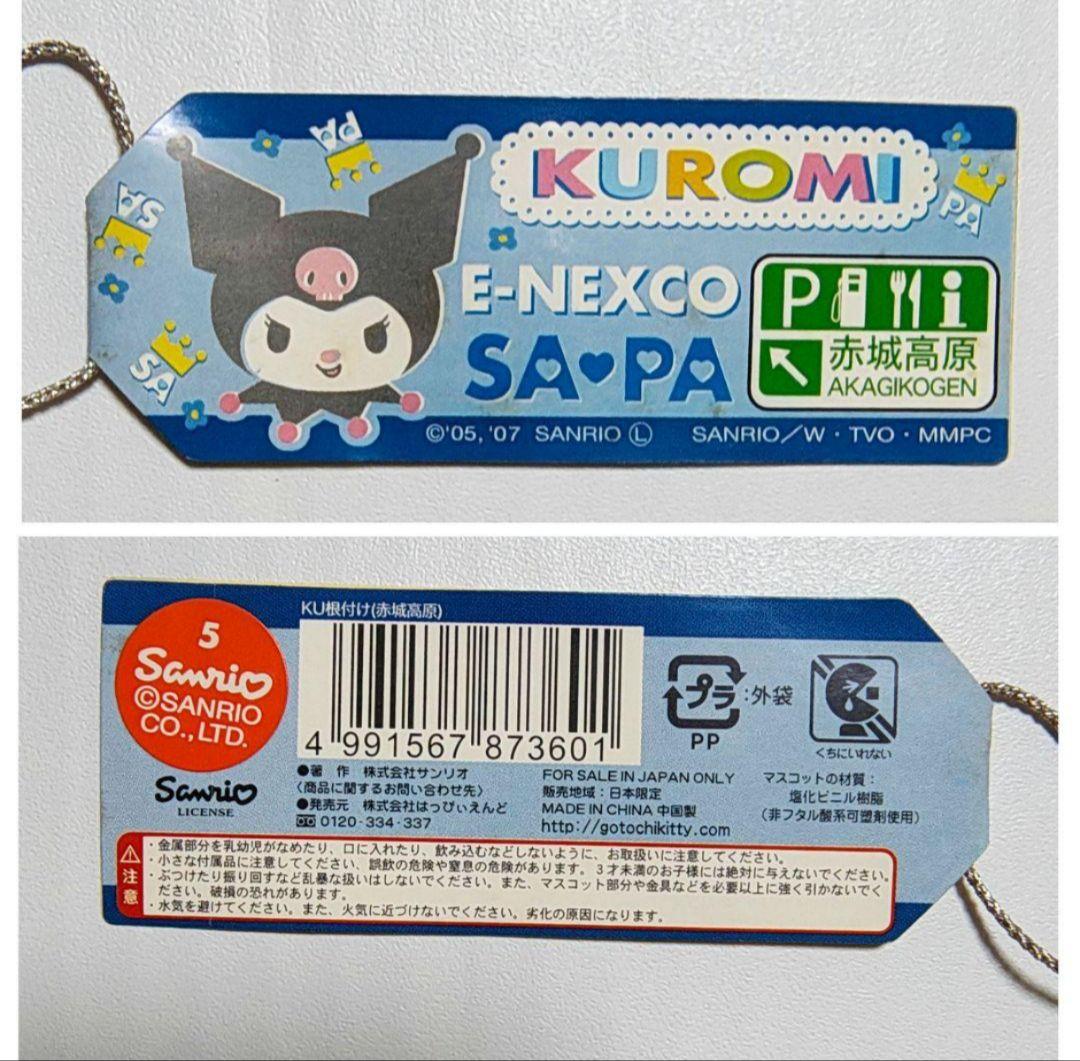 PA
SA
SA
PA
KUROMI
E-NEXCO
SA♥PA
P i
赤城高原
AKAGIKOGEN
©'05, '07 SANRIO Ⓛ SANRIO/W・TVO・MMPC
5
Sanrio
©SANRIO
CO., LTD.
Sanrio
LICENSE
KU根付け(赤城高原)
4 991567 873601
●著 作 株式会社サンリオ
〈商品に関するお問い合わせ先〉
●発売元 株式会社はっぴぃえんど
0120-334-337
FOR SALE IN JAPAN ONLY
販売地域：日本限定
MADE IN CHINA 中国製
http://gotochikitty.com
プラ：外袋
PP
くちにいれない
マスコットの材質：
塩化ビニル樹脂
(非フタル酸系可塑剤使用)
⚠注意
・金属部分を乳幼児がなめたり、口に入れたり、飲み込むなどしないように、お取扱いに注意してください。
・小さな付属品に注意してください、誤飲の危険や窒息の危険があります。3才未満のお子様には絶対に与えないでください。
・ぶつけたり振り回すなど乱暴な扱いはしないでください。また、マスコット部分や金具などを必要以上に強く引かないでく
ださい。破損の恐れがあります。
・水気を避けてください。また、火気に近づけないでください。劣化の原因になります。